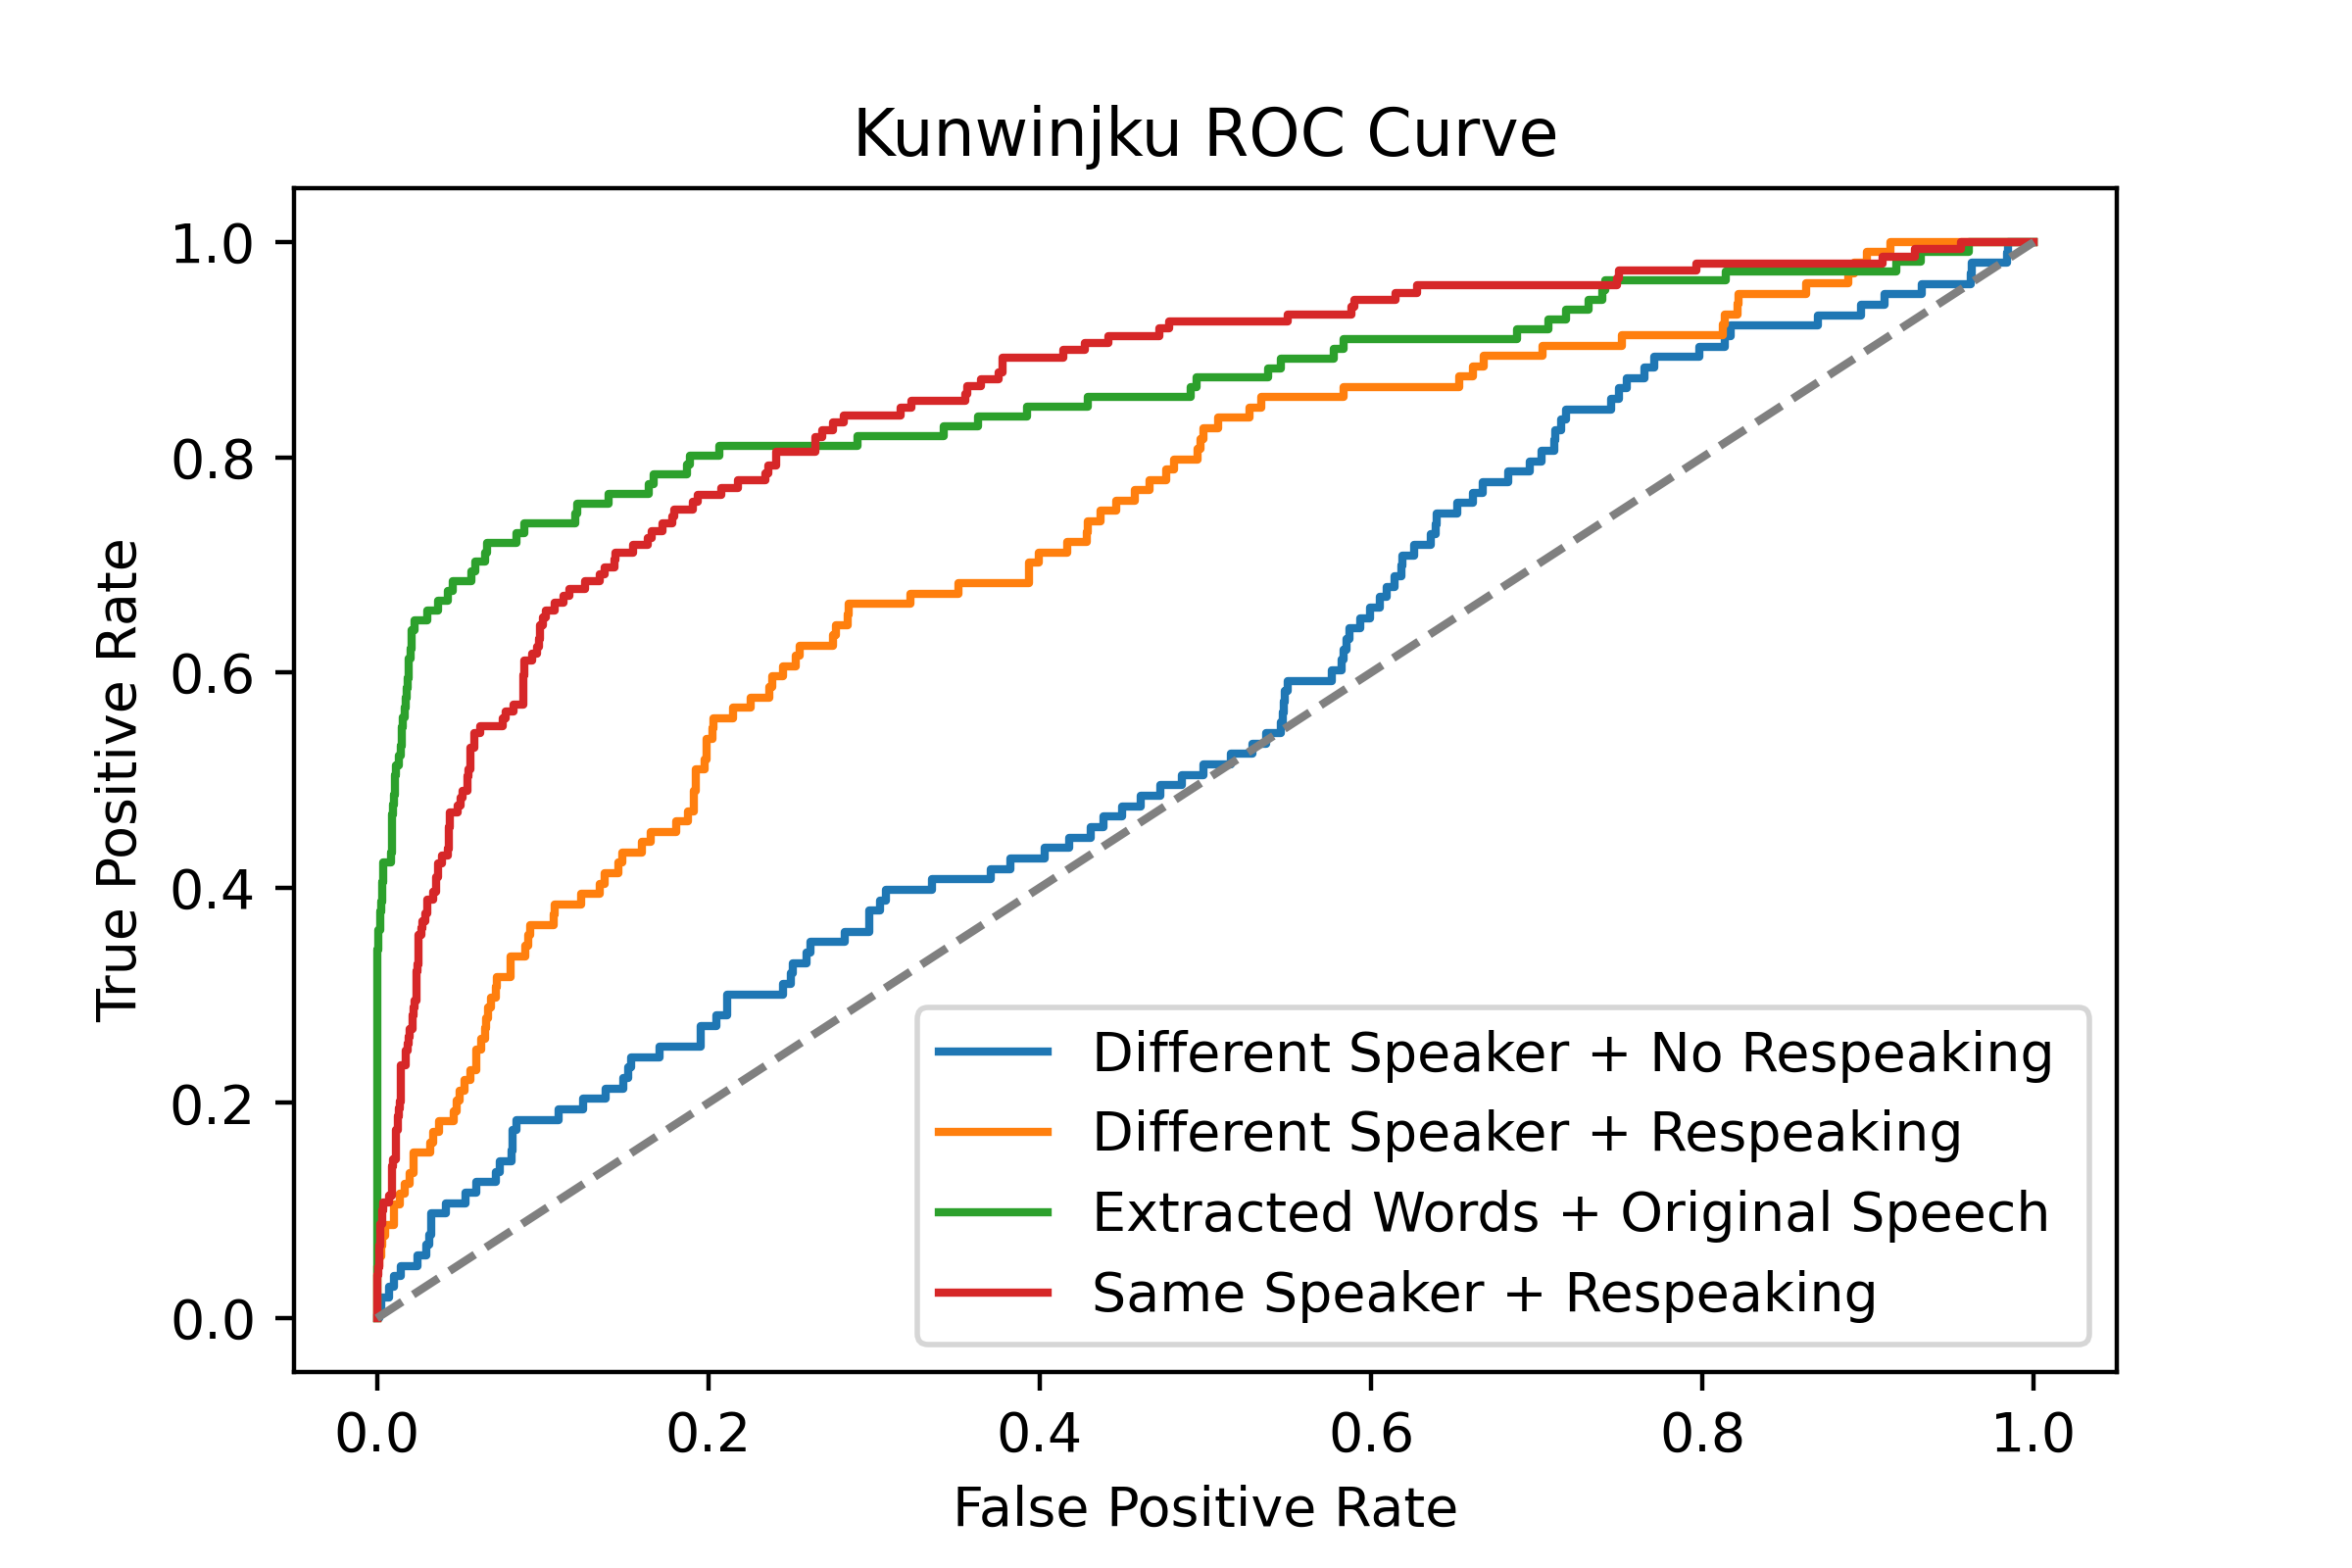 Kunwinjku ROC Curve
1.0
0.8
0.6
0.4
0.2
0.0
True Positive Rate
Different Speaker + No Respeaking
Different Speaker + Respeaking
Extracted Words + Original Speech
Same Speaker + Respeaking
0.0 0.2 0.4 0.6 0.8 1.0
False Positive Rate